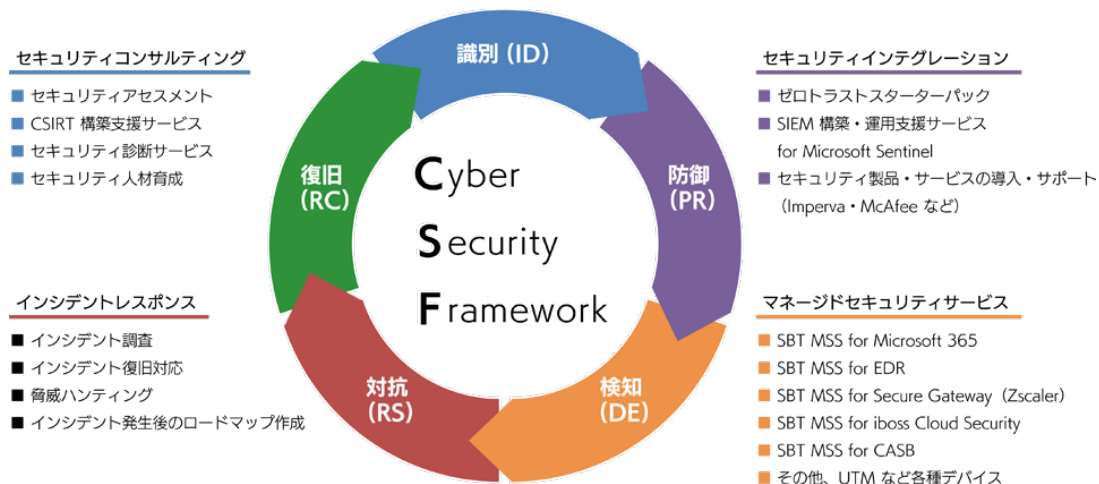 セキュリティコンサルティング
セキュリティアセスメント
CSIRT 構築支援サービス
セキュリティ診断サービス
セキュリティ人材育成
識別 (ID)
セキュリティインテグレーション
ゼロトラストスターターパック
SIEM 構築・運用支援サービス
for Microsoft Sentinel
セキュリティ製品・サービスの導入・サポート
（Imperva・McAfee など）
復旧
(RC)
Cyber
Security
Framework
防御
(PR)
インシデントレスポンス
インシデント調査
インシデント復旧対応
脅威ハンティング
インシデント発生後のロードマップ作成
対抗
(RS)
検知
(DE)
マネージドセキュリティサービス
SBT MSS for Microsoft 365
SBT MSS for EDR
SBT MSS for Secure Gateway（Zscaler）
SBT MSS for iboss Cloud Security
SBT MSS for CASB
その他、UTM など各種デバイス